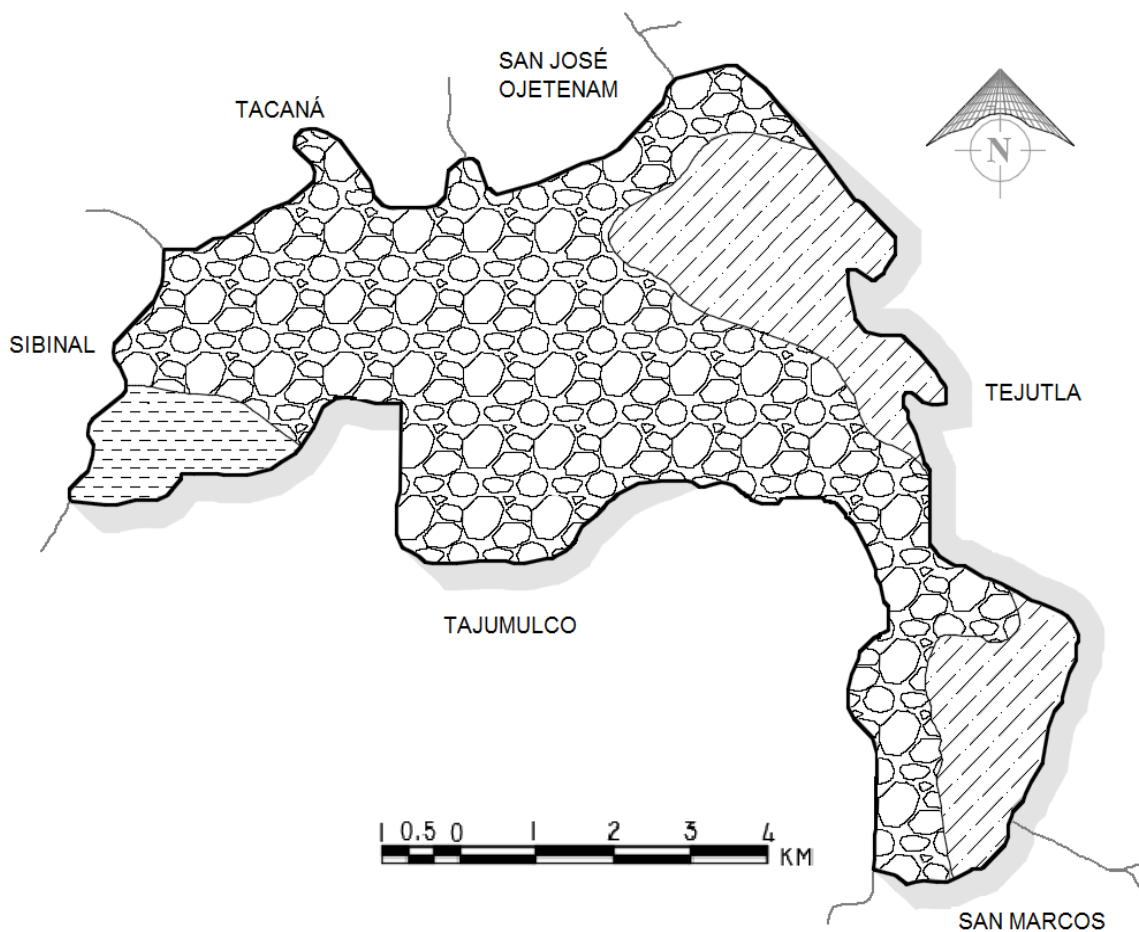 SAN JOSÉ
OJETENAM
TACANÁ
N
SIBINAL
TEJUTLA
TAJUMULCO
1 0.5 0 1 2 3 4
KM
SAN MARCOS